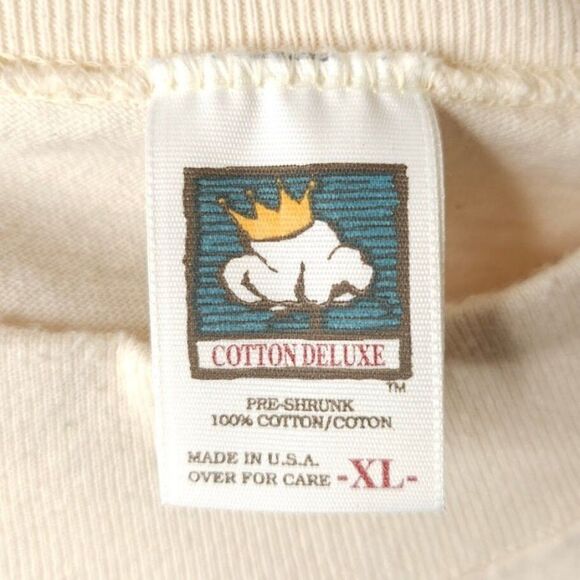 COTTON DELUXE
TM
PRE-SHRUNK
100% COTTON/COTON
MADE IN U.S.A.
OVER FOR CARE -XL-